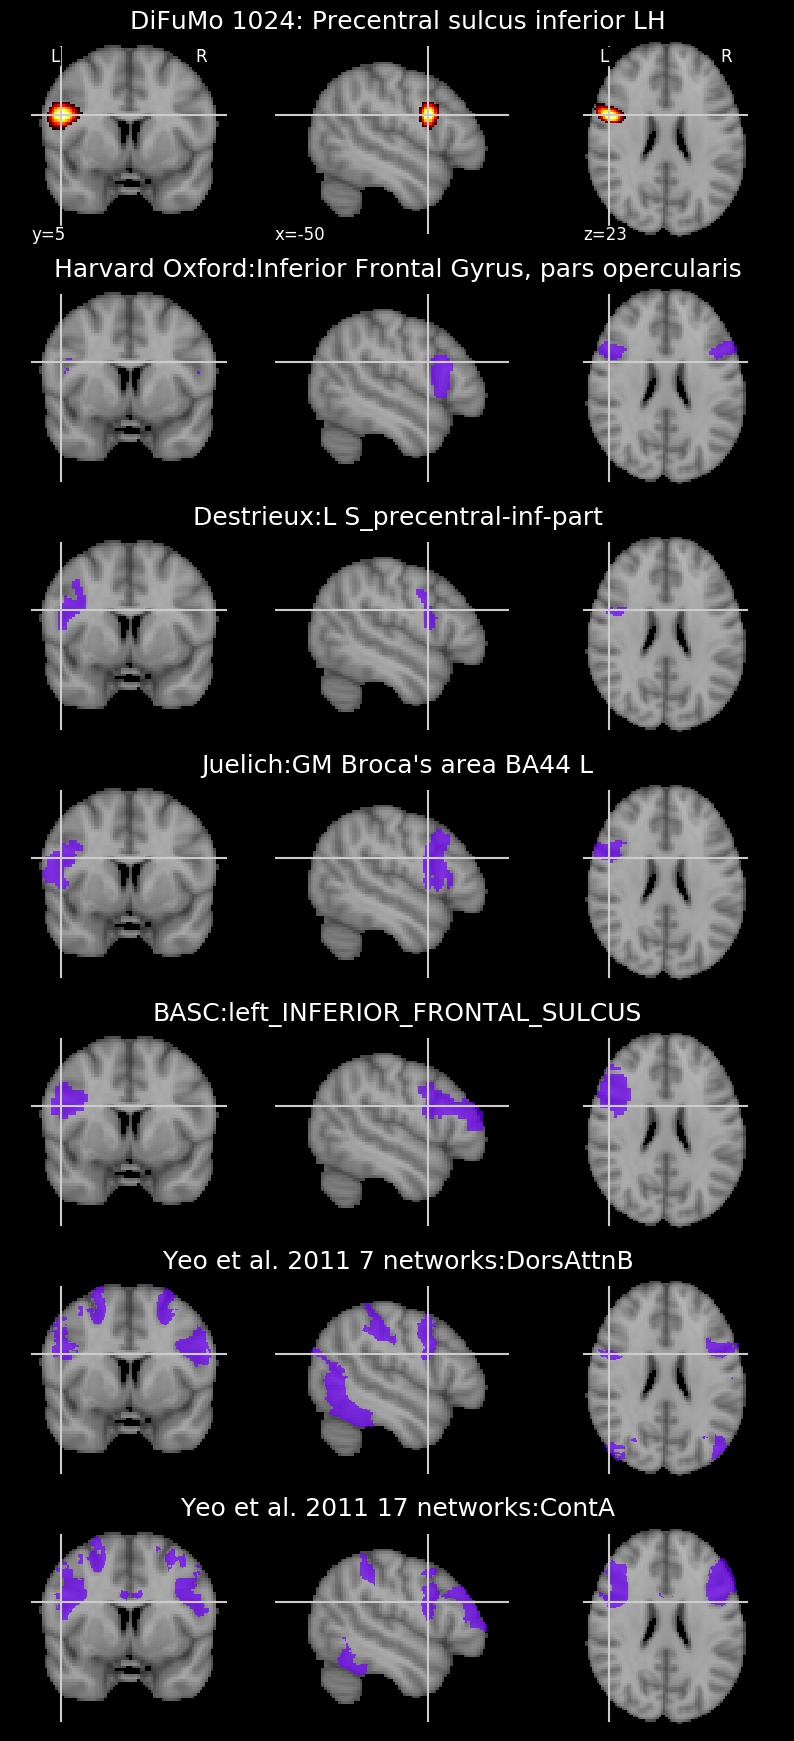 DiFuMo 1024: Precentral sulcus inferior LH
L R L R
y=5 x=-50 z=23
Harvard Oxford:Inferior Frontal Gyrus, pars opercularis
Destrieux:L S_precentral-inf-part
Juelich:GM Broca's area BA44 L
BASC:left_INFERIOR_FRONTAL_SULCUS
Yeo et al. 2011 7 networks:DorsAttnB
Yeo et al. 2011 17 networks:ContA